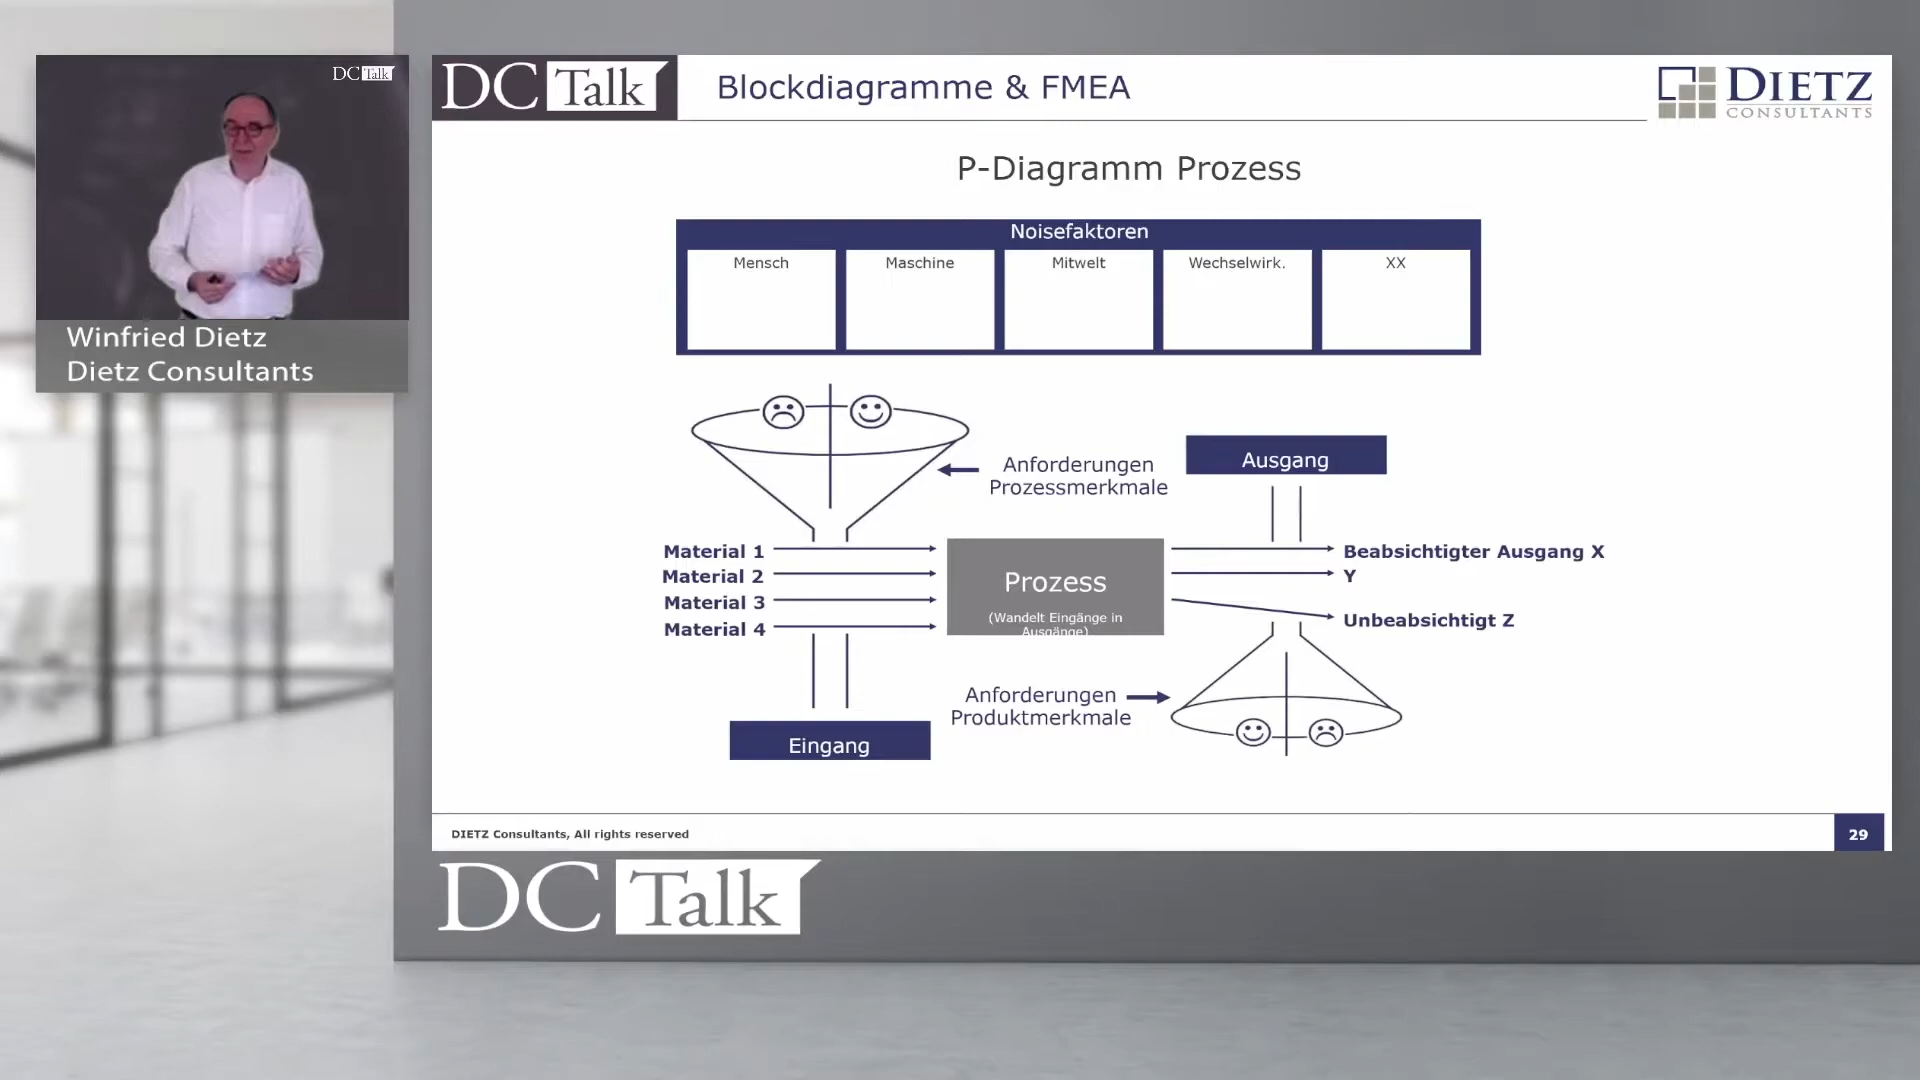 DC Talk
Winfried Dietz
Dietz Consultants
DC Talk
Blockdiagramme & FMEA
DIETZ
CONSULTANTS
P-Diagramm Prozess
Noisefaktoren
Mensch
Maschine
Mitwelt
Wechselwirk.
XX
Anforderungen
Prozessmerkmale
Ausgang
Material 1
Material 2
Material 3
Material 4
Prozess
(Wandelt Eingänge in
Ausgänge)
Beabsichtigter Ausgang X
Y
Unbeabsichtigt Z
Anforderungen
Produktmerkmale
Eingang
DIETZ Consultants, All rights reserved
29
DC Talk